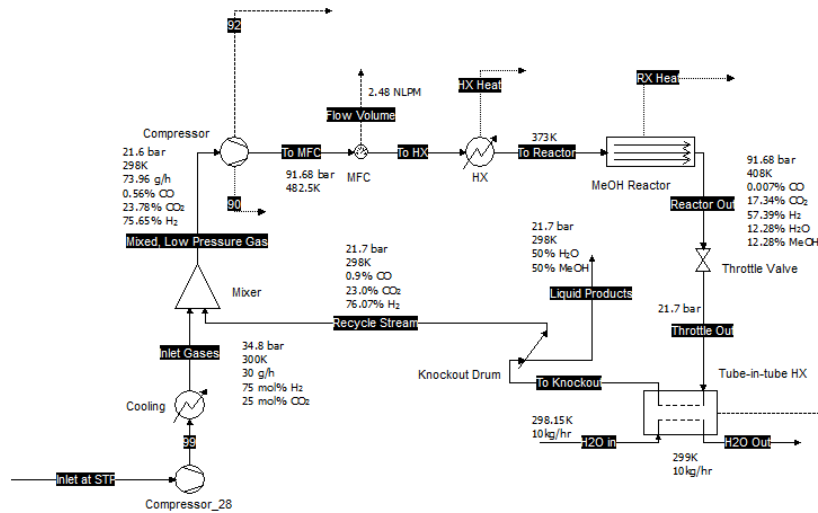 92
2.48 NLPM
HX Heat
RX Heat
Flow Volume
Compressor
21.6 bar
298K
73.96 g/h
0.56% CO
23.78% CO₂
75.65% H₂
To MFC
MFC
To HX
HX
373K
To Reactor
MeOH Reactor
91.68 bar
482.5K
90
91.68 bar
408K
0.007% CO
17.34% CO₂
57.39% H₂
12.28% H₂O
12.28% MeOH
Reactor Out
Mixed, Low Pressure Gas
21.7 bar
298K
0.9% CO
23.0% CO₂
76.07% H₂
21.7 bar
298K
50% H₂O
50% MeOH
Throttle Valve
Mixer
Liquid Products
21.7 bar
Recycle Stream
Throttle Out
Inlet Gases
34.8 bar
300K
30 g/h
75 mol% H₂
25 mol% CO₂
Knockout Drum
To Knockout
Tube-in-tube HX
Cooling
298.15K
10kg/hr
H2O in
H2O Out
299K
10kg/hr
99
Inlet at STP
Compressor_28